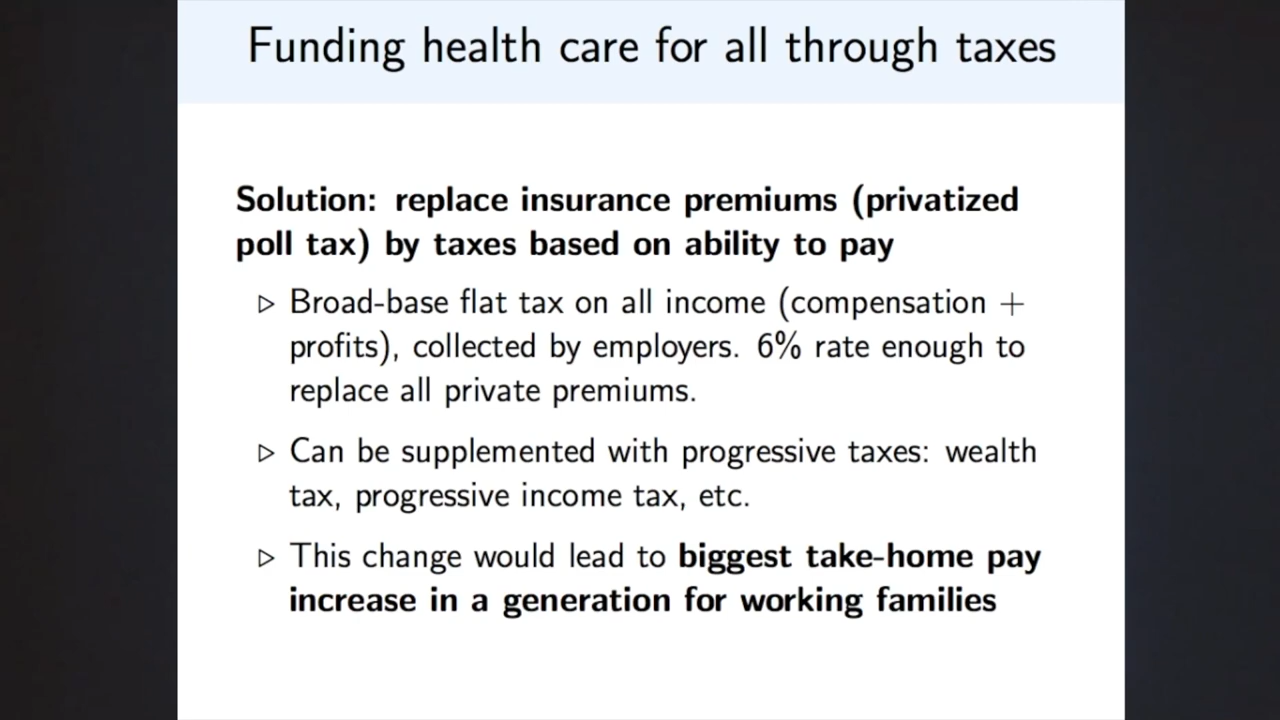 Funding health care for all through taxes
Solution: replace insurance premiums (privatized
poll tax) by taxes based on ability to pay
▷ Broad-base flat tax on all income (compensation +
profits), collected by employers. 6% rate enough to
replace all private premiums.
▷ Can be supplemented with progressive taxes: wealth
tax, progressive income tax, etc.
▷ This change would lead to biggest take-home pay
increase in a generation for working families